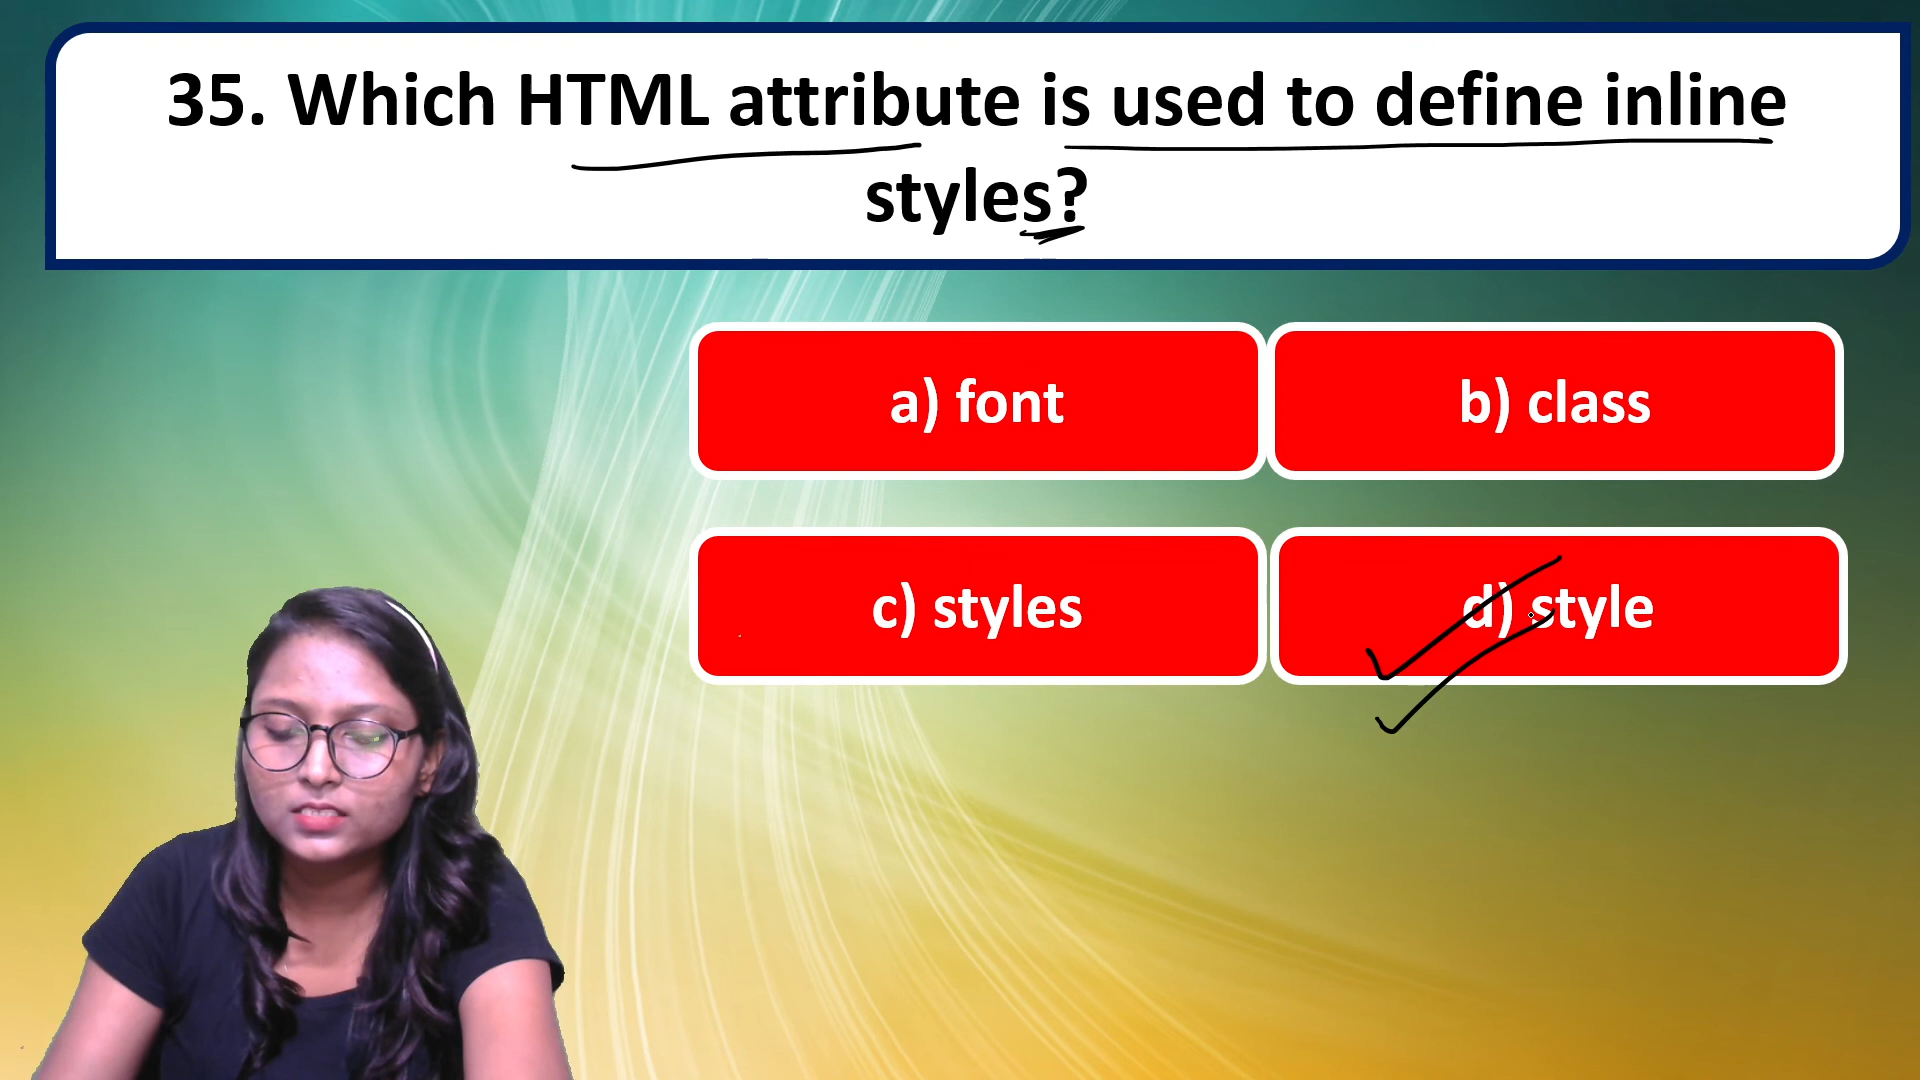 35. Which HTML attribute is used to define inline
styles?
a) font
b) class
c) styles
d) style